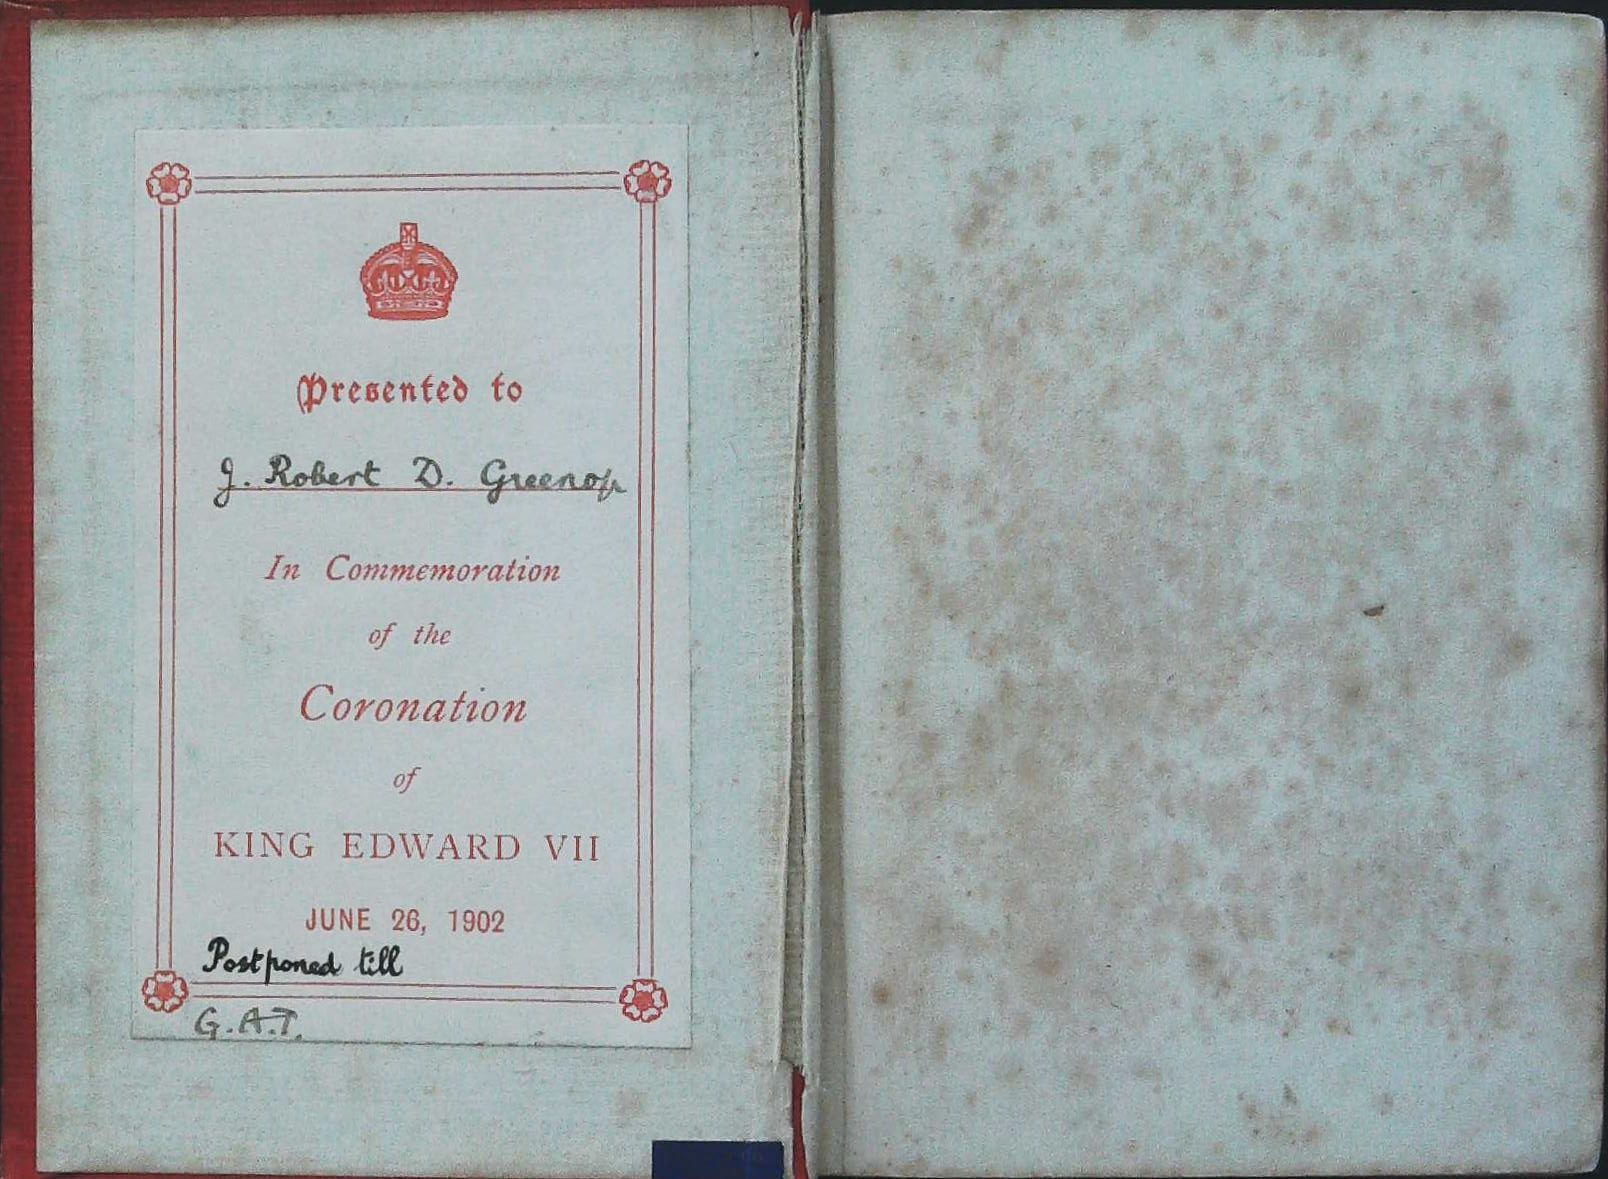 Presented to
J. Robert D. Greenop
In Commemoration
of the
Coronation
of
KING EDWARD VII
JUNE 26, 1902
Postponed till
G.A.T.